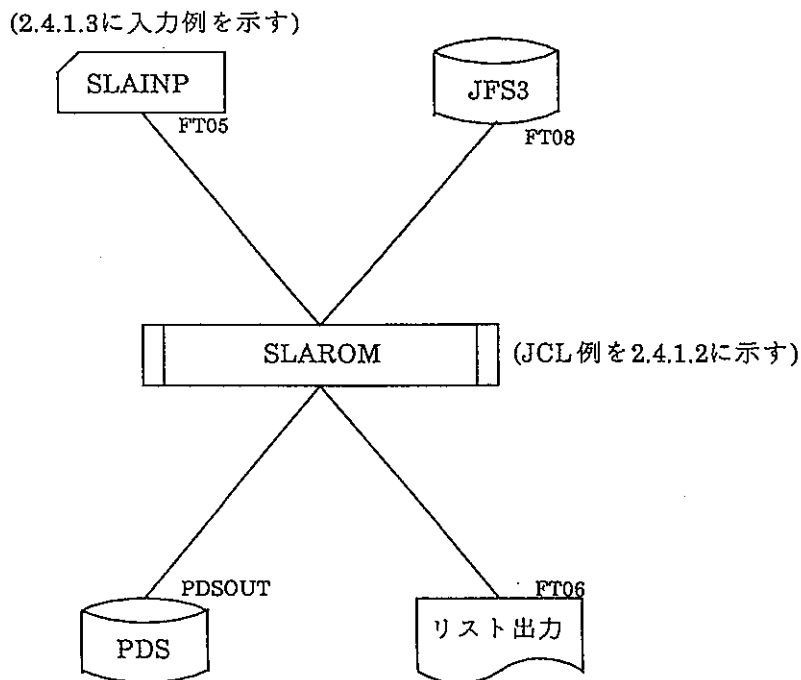 (2.4.1.3に入力例を示す)
SLAINP
FT05
JFS3
FT08
SLAROM
(JCL例を2.4.1.2に示す)
PDSOUT
PDS
FT06
リスト出力